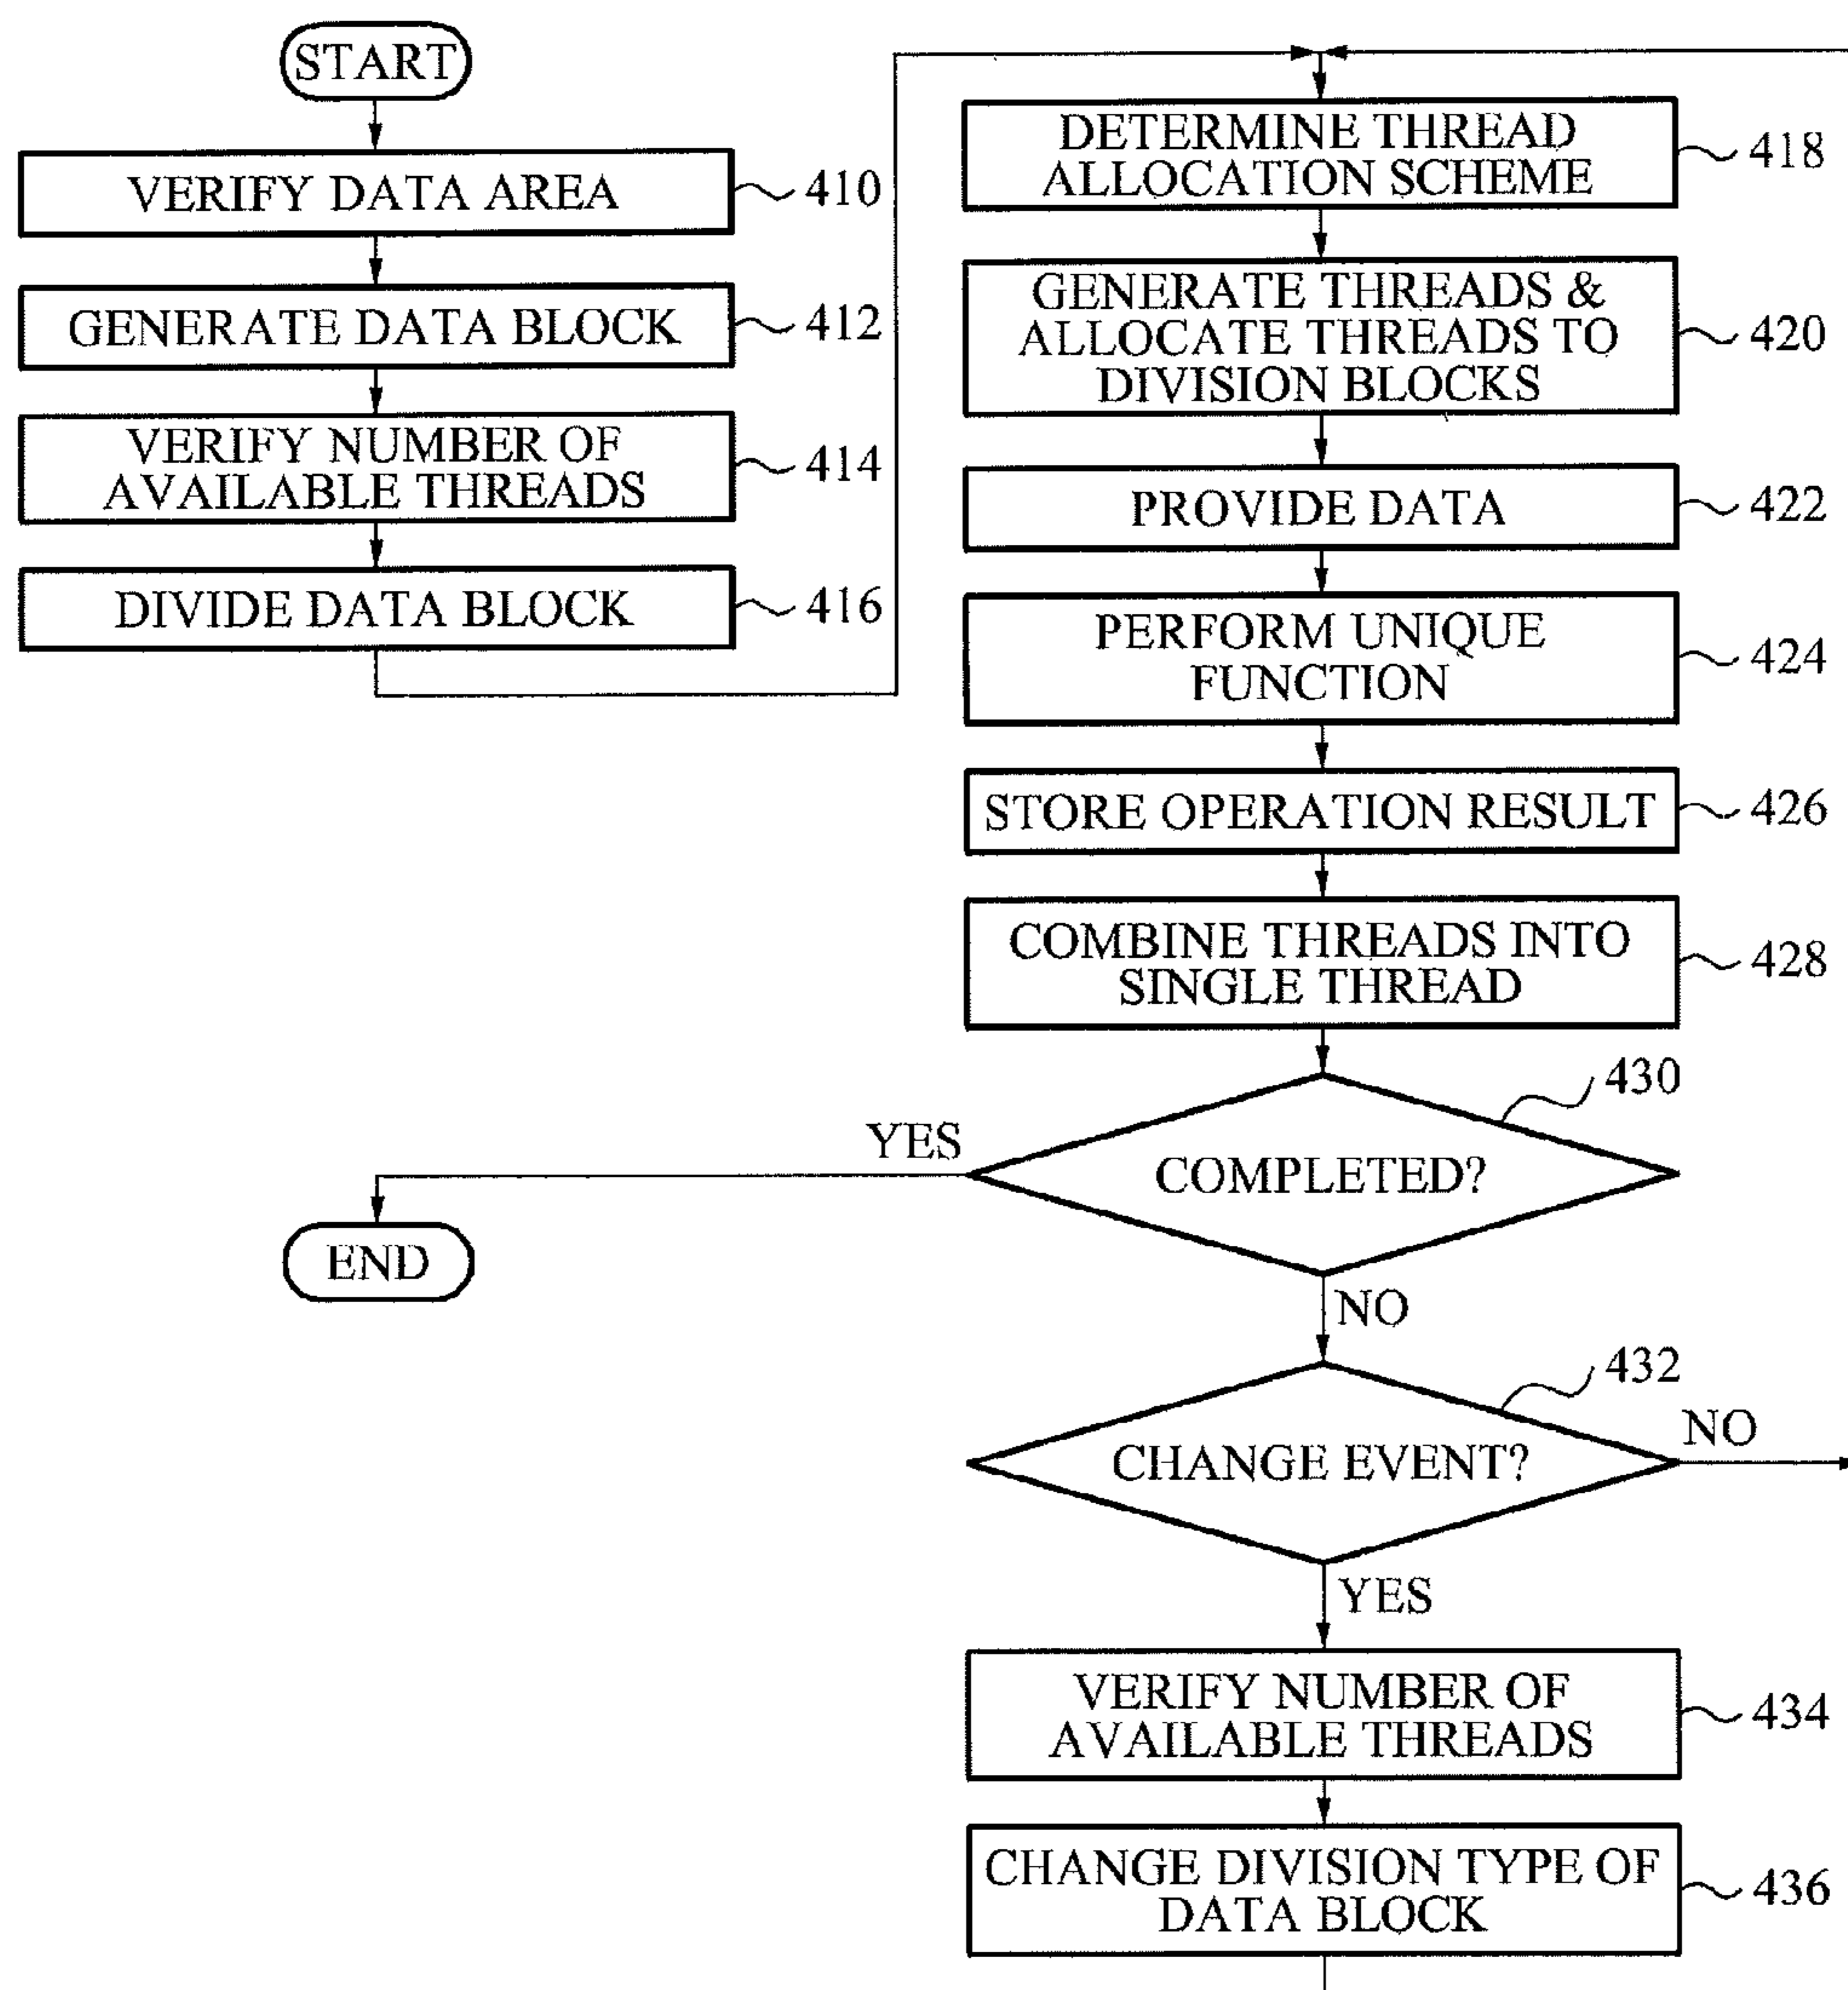 START
VERIFY DATA AREA
410
GENERATE DATA BLOCK
412
VERIFY NUMBER OF
AVAILABLE THREADS
414
DIVIDE DATA BLOCK
416
DETERMINE THREAD
ALLOCATION SCHEME
418
GENERATE THREADS &
ALLOCATE THREADS TO
DIVISION BLOCKS
420
PROVIDE DATA
422
PERFORM UNIQUE
FUNCTION
424
STORE OPERATION RESULT
426
COMBINE THREADS INTO
SINGLE THREAD
428
430
COMPLETED?
YES
END
NO
432
CHANGE EVENT?
NO
YES
VERIFY NUMBER OF
AVAILABLE THREADS
434
CHANGE DIVISION TYPE OF
DATA BLOCK
436